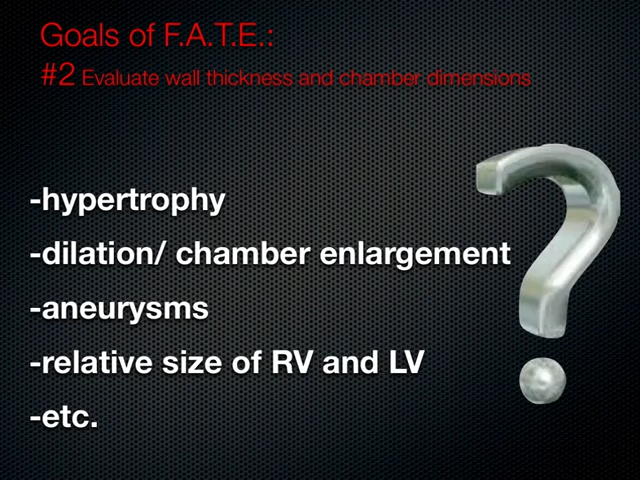 Goals of F.A.T.E.:
#2 Evaluate wall thickness and chamber dimensions
-hypertrophy
-dilation/ chamber enlargement
-aneurysms
-relative size of RV and LV
-etc.